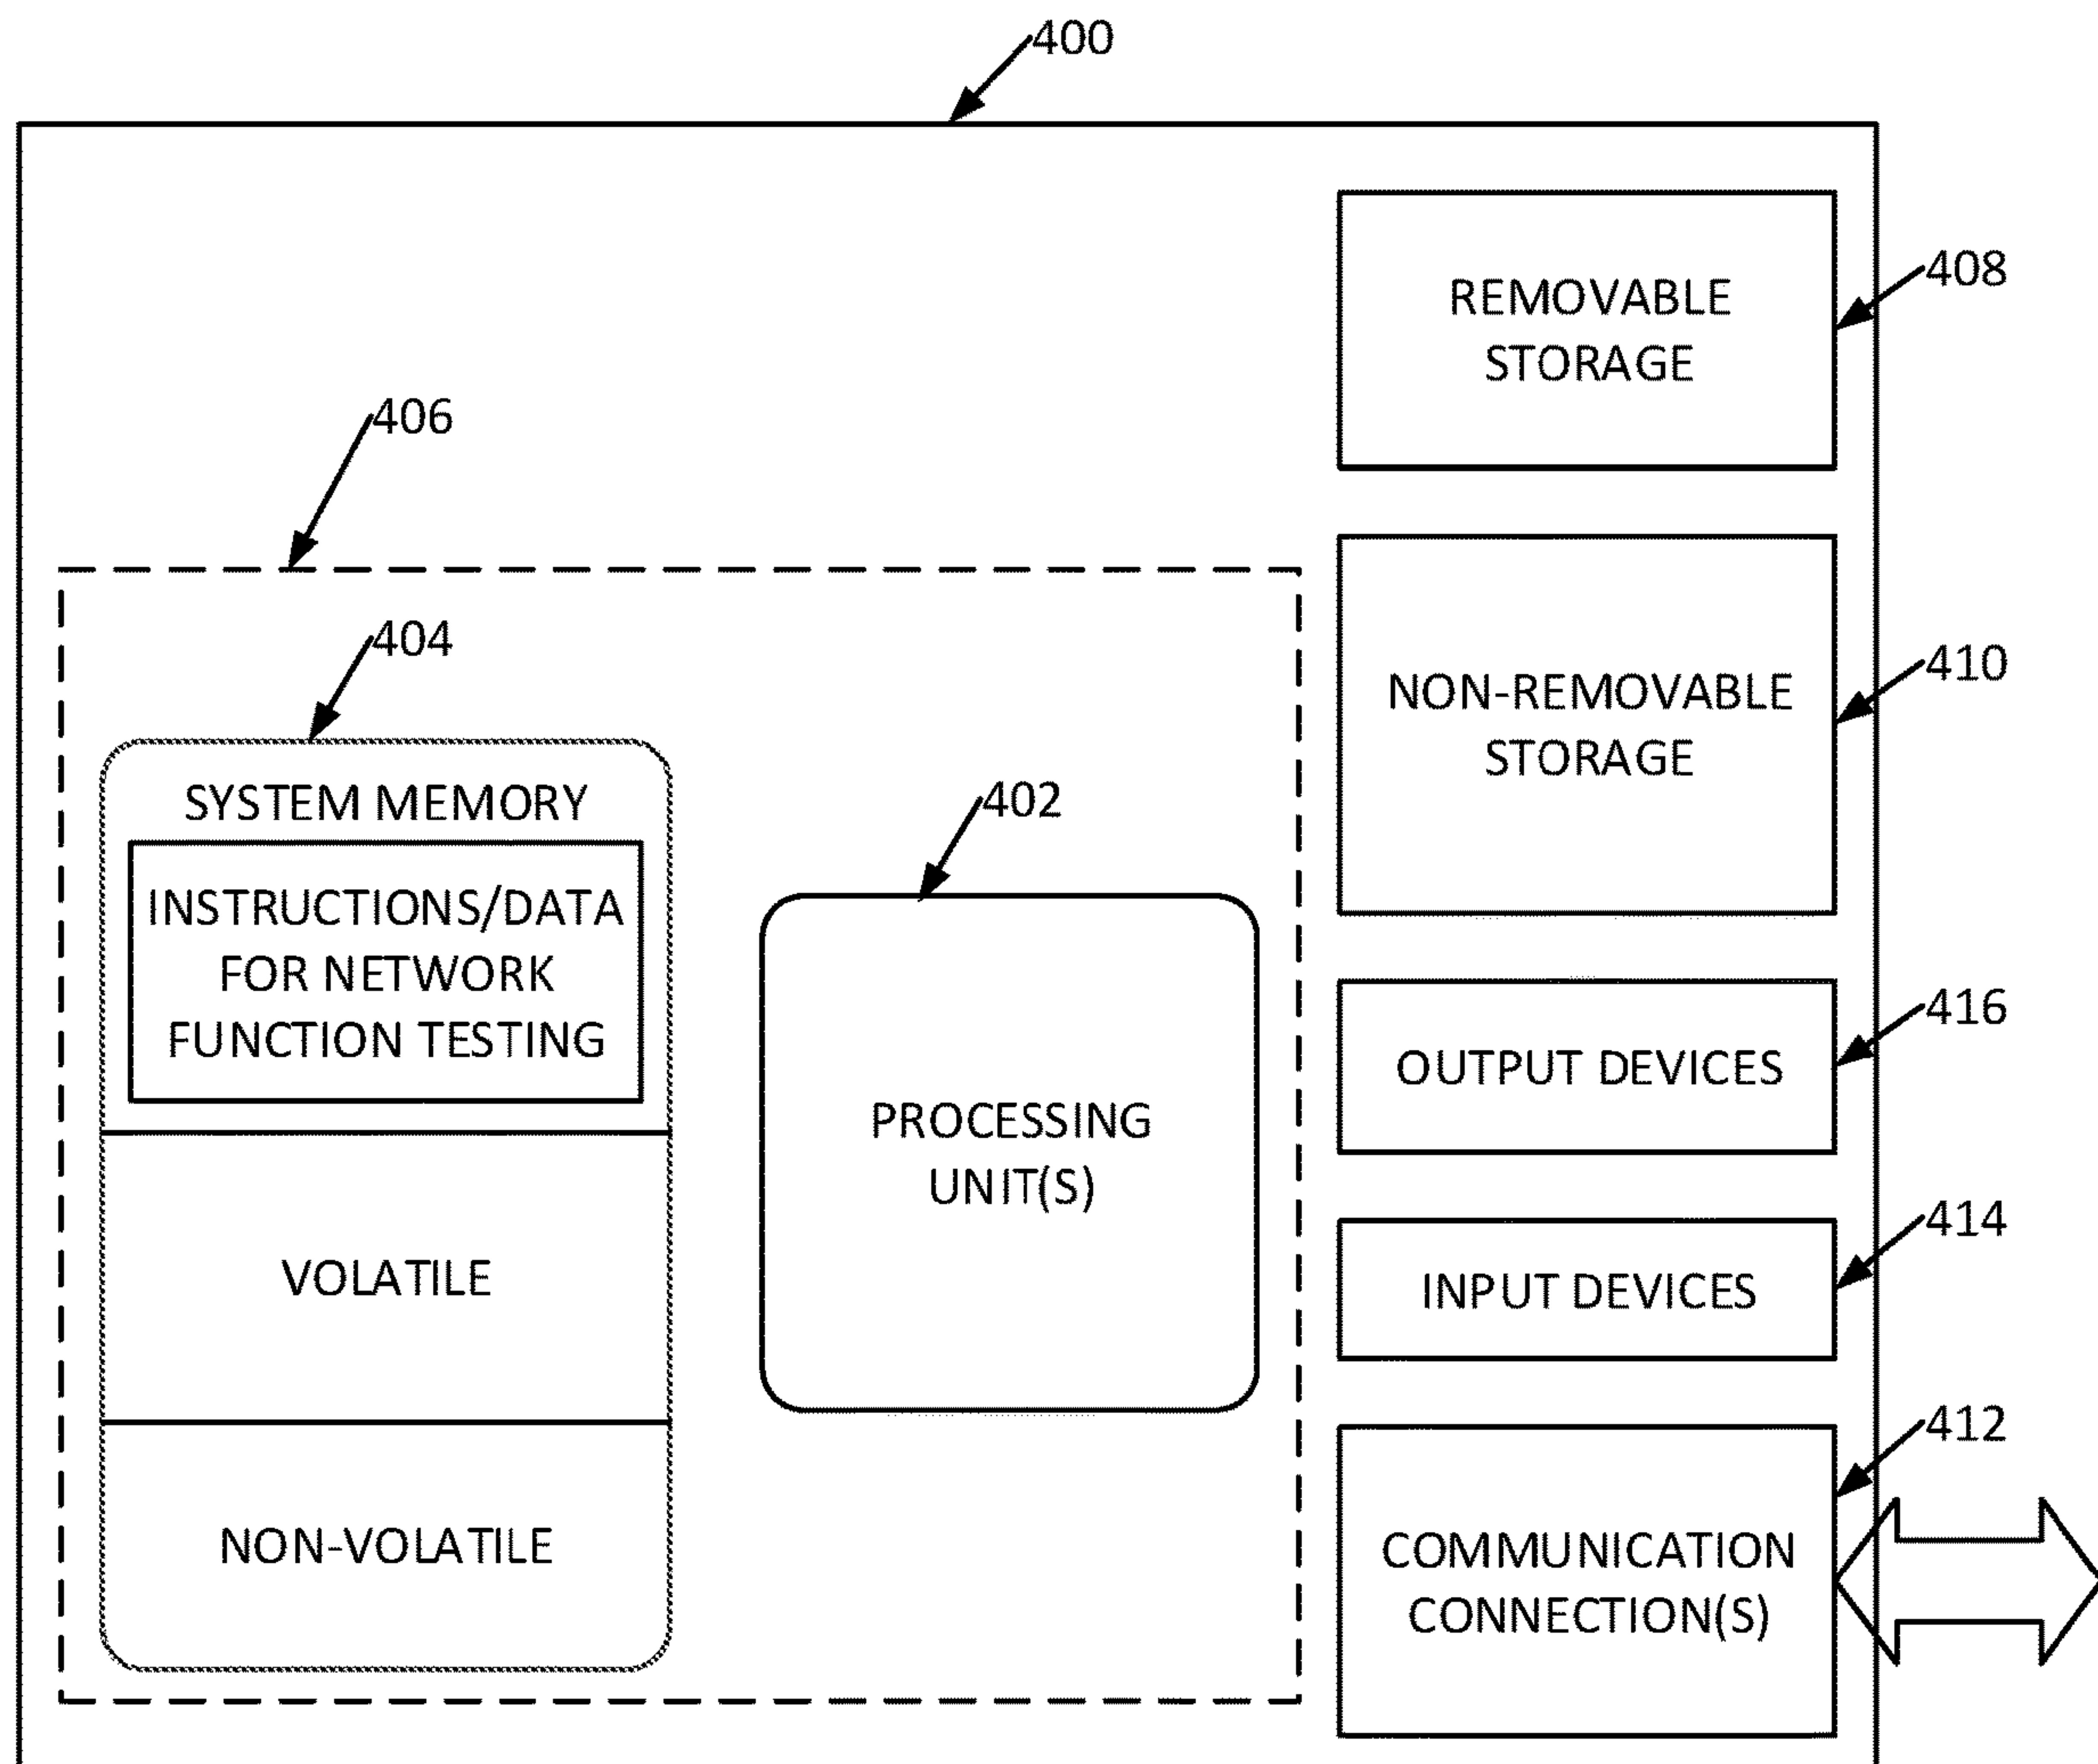 400
REMOVABLE
STORAGE
408
406
NON-REMOVABLE
STORAGE
410
404
SYSTEM MEMORY
INSTRUCTIONS/DATA
FOR NETWORK
FUNCTION TESTING
VOLATILE
NON-VOLATILE
402
PROCESSING
UNIT(S)
OUTPUT DEVICES
416
INPUT DEVICES
414
COMMUNICATION
CONNECTION(S)
412